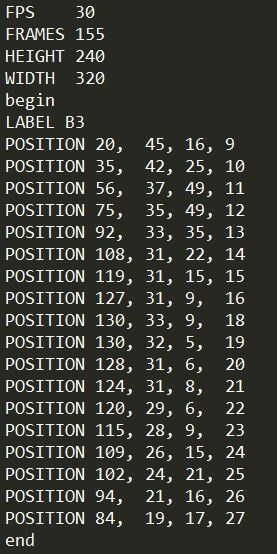 FPS    30
FRAMES 155
HEIGHT 240
WIDTH  320
begin
LABEL B3
POSITION 20,  45, 16, 9
POSITION 35,  42, 25, 10
POSITION 56,  37, 49, 11
POSITION 75,  35, 49, 12
POSITION 92,  33, 35, 13
POSITION 108, 31, 22, 14
POSITION 119, 31, 15, 15
POSITION 127, 31, 9,  16
POSITION 130, 33, 9,  18
POSITION 130, 32, 5,  19
POSITION 128, 31, 6,  20
POSITION 124, 31, 8,  21
POSITION 120, 29, 6,  22
POSITION 115, 28, 9,  23
POSITION 109, 26, 15, 24
POSITION 102, 24, 21, 25
POSITION 94,  21, 16, 26
POSITION 84,  19, 17, 27
end